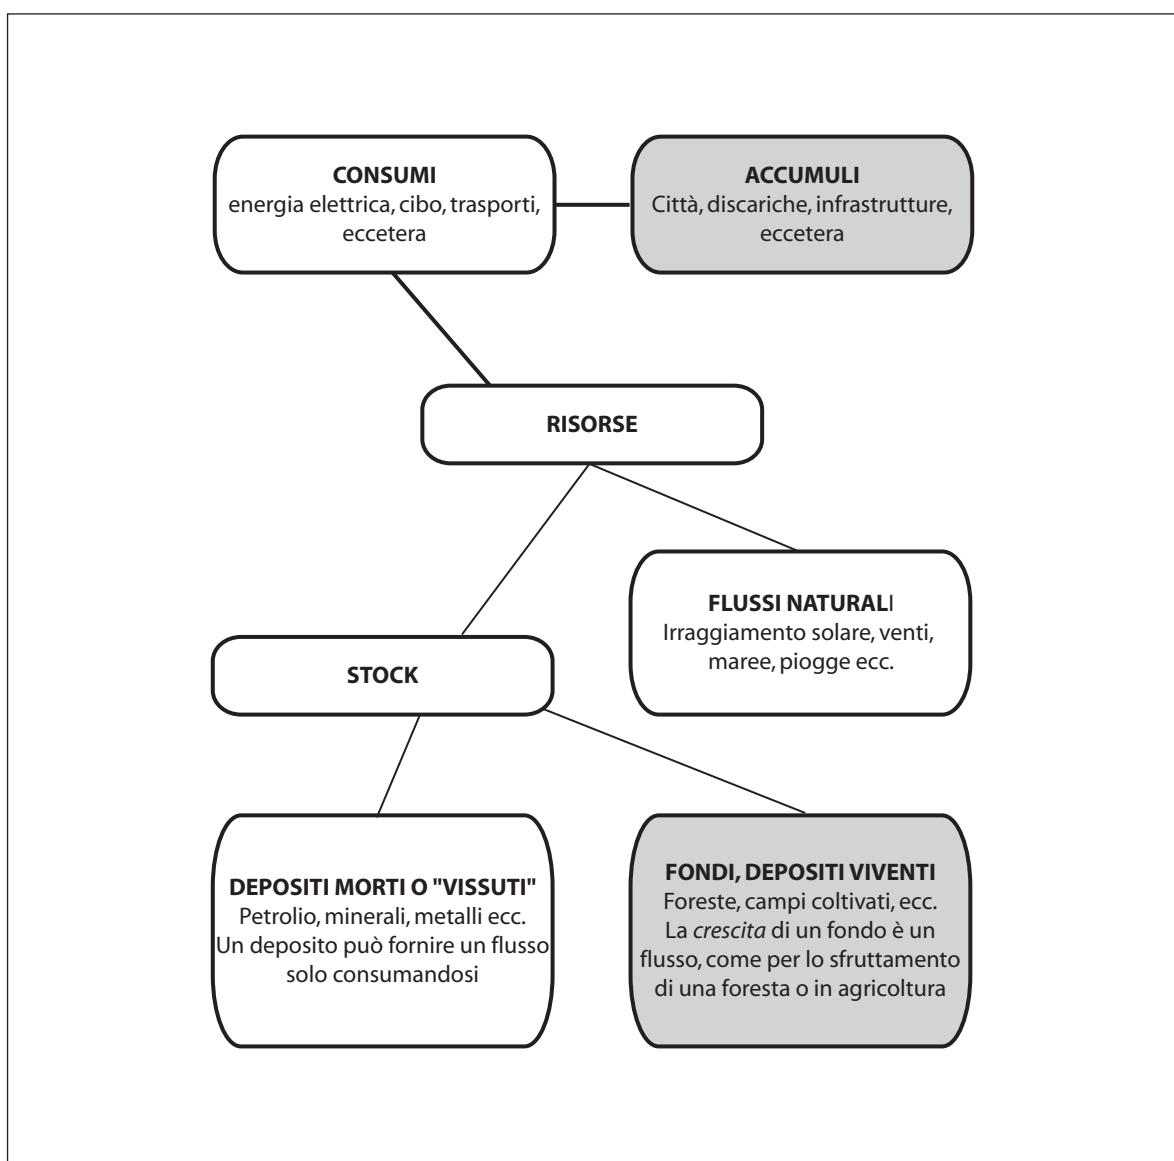 CONSUMI
energia elettrica, cibo, trasporti,
eccetera
ACCUMULI
Città, discariche, infrastrutture,
eccetera
RISORSE
FLUSSI NATURALI
Irraggiamento solare, venti,
maree, piogge ecc.
STOCK
DEPOSITI MORTI O "VISSUTI"
Petrolio, minerali, metalli ecc.
Un deposito può fornire un flusso
solo consumandosi
FONDI, DEPOSITI VIVENTI
Foreste, campi coltivati, ecc.
La crescita di un fondo è un
flusso, come per lo sfruttamento
di una foresta o in agricoltura